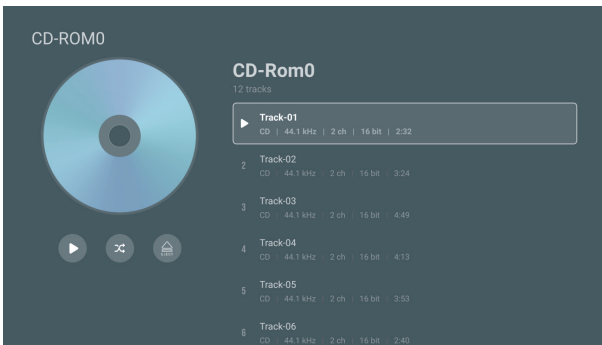 CD-ROM0
CD-Rom0
12 tracks
Track-01
CD | 44.1 kHz | 2 ch | 16 bit | 2:32
2 Track-02
CD | 44.1 kHz | 2 ch | 16 bit | 3:24
3 Track-03
CD | 44.1 kHz | 2 ch | 16 bit | 4:49
4 Track-04
CD | 44.1 kHz | 2 ch | 16 bit | 4:13
5 Track-05
CD | 44.1 kHz | 2 ch | 16 bit | 3:53
6 Track-06
CD | 44.1 kHz | 2 ch | 16 bit | 2:40